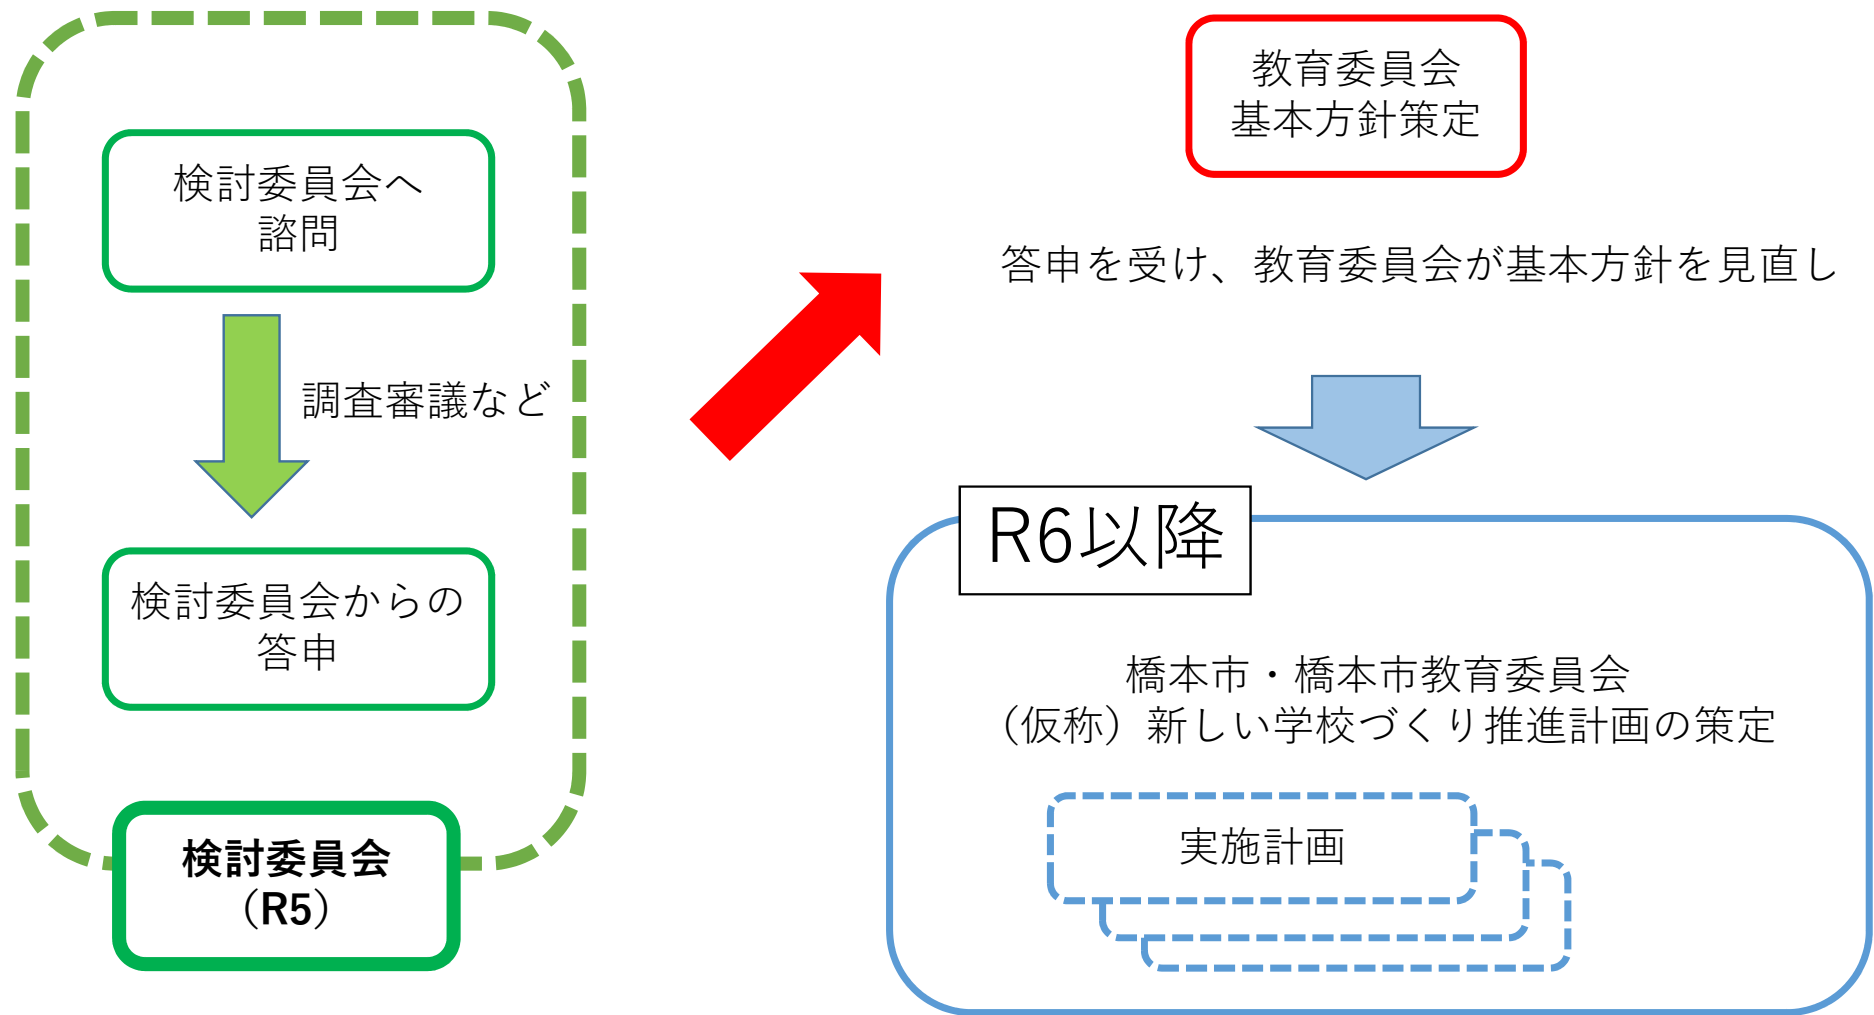 検討委員会へ
諮問
調査審議など
検討委員会からの
答申
検討委員会
（R5）
教育委員会
基本方針策定
答申を受け、教育委員会が基本方針を見直し
R6以降
橋本市・橋本市教育委員会
（仮称）新しい学校づくり推進計画の策定
実施計画